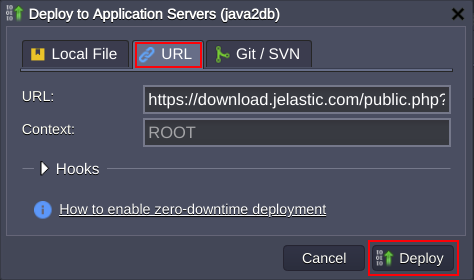 Deploy to Application Servers (java2db)
Local File
URL
Git / SVN
URL: https://download.jelastic.com/public.php?
Context: ROOT
Hooks
How to enable zero-downtime deployment
Cancel
Deploy